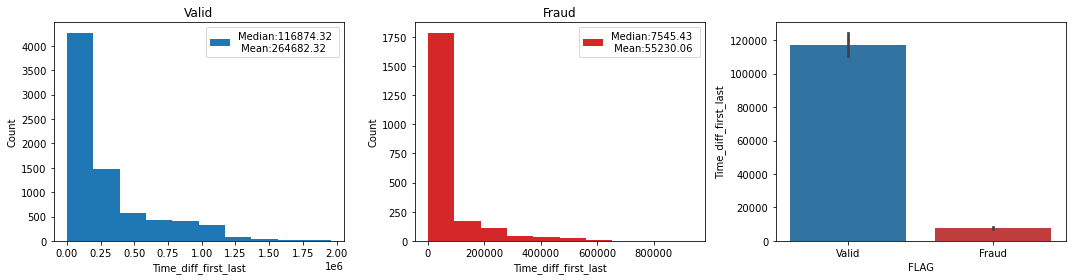 Valid
Count
4000
3500
3000
2500
2000
1500
1000
500
0
Median:116874.32
Mean:264682.32
0.00 0.25 0.50 0.75 1.00 1.25 1.50 1.75 2.00
1e6
Time_diff_first_last
Fraud
Count
1750
1500
1250
1000
750
500
250
0
Median:7545.43
Mean:55230.06
0 200000 400000 600000 800000
Time_diff_first_last
Time_diff_first_last
120000
100000
80000
60000
40000
20000
0
Valid Fraud
FLAG